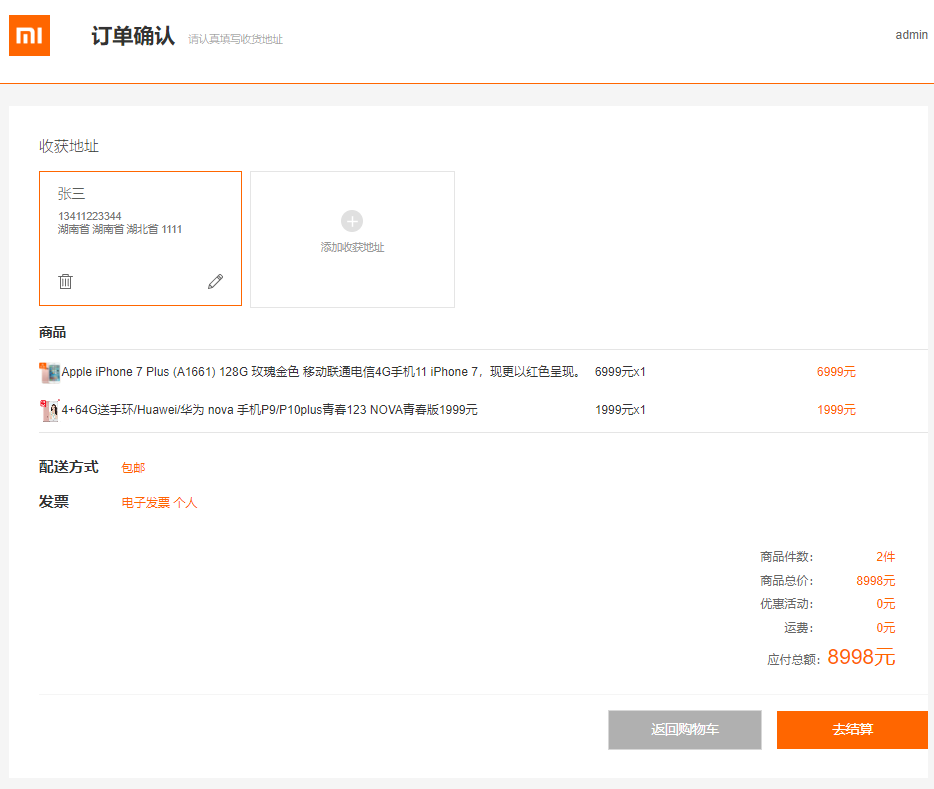 mi
订单确认 请认真填写收货地址
admin
收获地址
张三
13411223344
湖南省 湖南省 湖北省 1111
添加收获地址
商品
Apple iPhone 7 Plus (A1661) 128G 玫瑰金色 移动联通电信4G手机11 iPhone 7，现更以红色呈现。 6999元x1 6999元
4+64G送手环/Huawei/华为 nova 手机P9/P10plus青春123 NOVA青春版1999元 1999元x1 1999元
配送方式 包邮
发票 电子发票 个人
商品件数： 2件
商品总价： 8998元
优惠活动： 0元
运费： 0元
应付总额： 8998元
返回购物车 去结算